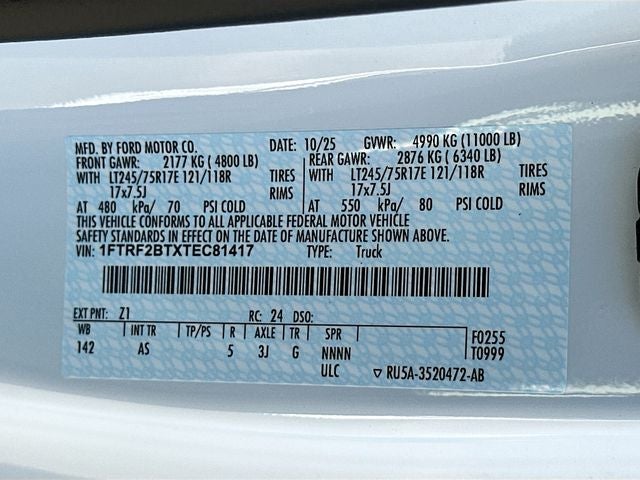 MFD. BY FORD MOTOR CO. DATE: 10/25 GVWR: 4990 KG (11000 LB)
FRONT GAWR: 2177 KG ( 4800 LB) REAR GAWR: 2876 KG ( 6340 LB)
WITH LT245/75R17E 121/118R TIRES WITH LT245/75R17E 121/118R TIRES
17x7.5J RIMS 17x7.5J RIMS
AT 480 kPa/ 70 PSI COLD AT 550 kPa/ 80 PSI COLD
THIS VEHICLE CONFORMS TO ALL APPLICABLE FEDERAL MOTOR VEHICLE
SAFETY STANDARDS IN EFFECT ON THE DATE OF MANUFACTURE SHOWN ABOVE.
VIN: 1FTRF2BTXTEC81417 TYPE: Truck
EXT PNT: Z1 RC: 24 DSO:
WB INT TR TP/PS R AXLE TR SPR F0255
142 AS 5 3J G NNNN T0999
ULC ▽ RU5A-3520472-AB